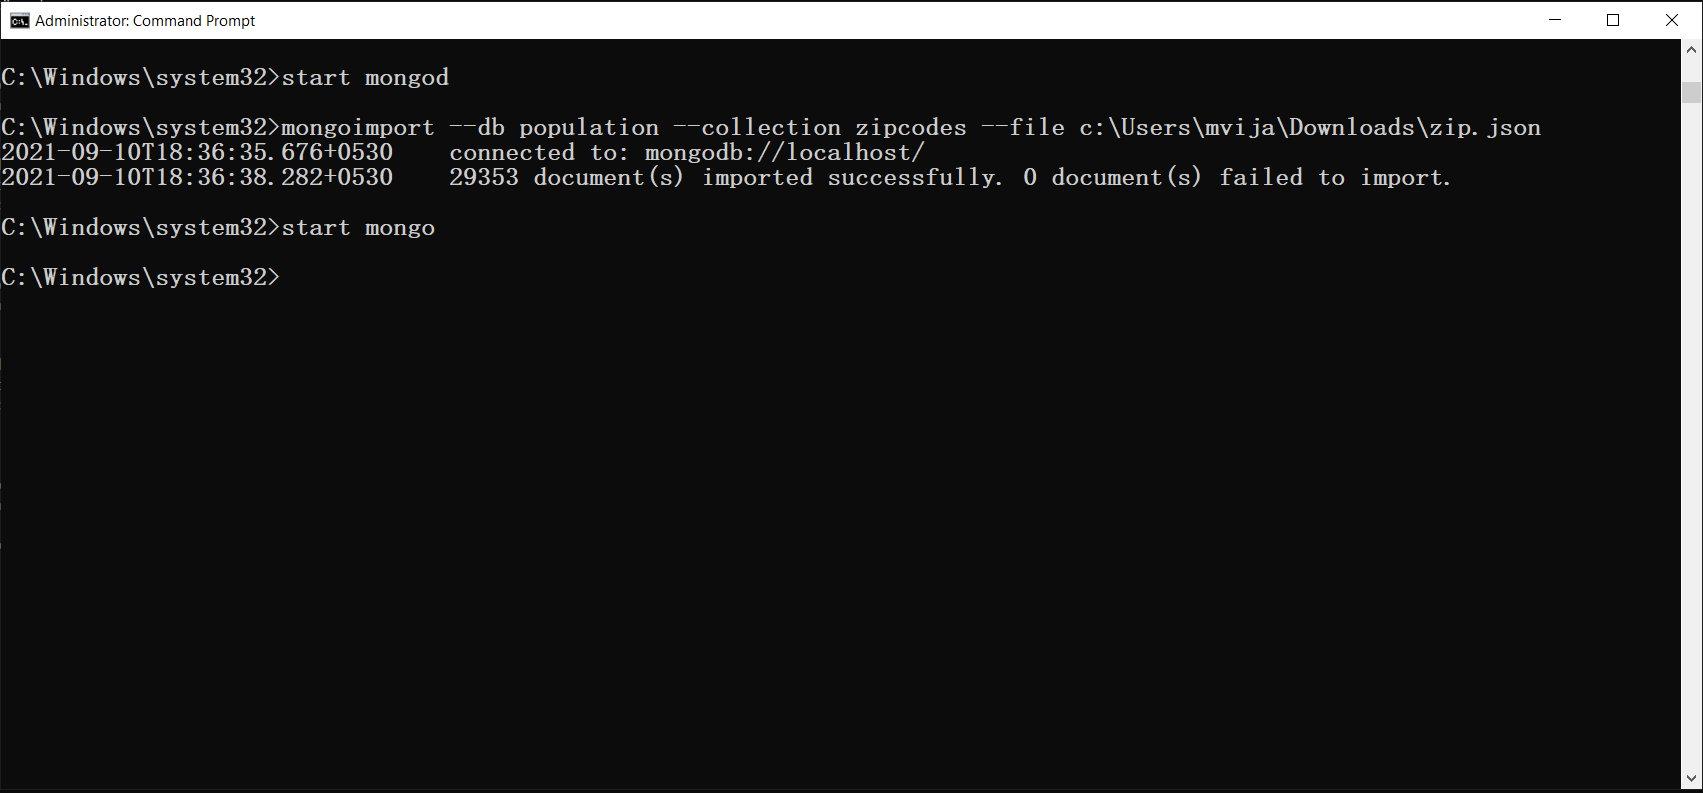 Administrator: Command Prompt
C:\Windows\system32>start mongod
C:\Windows\system32>mongoimport --db population --collection zipcodes --file c:\Users\mvija\Downloads\zip.json
2021-09-10T18:36:35.676+0530    connected to: mongodb://localhost/
2021-09-10T18:36:38.282+0530    29353 document(s) imported successfully. 0 document(s) failed to import.
C:\Windows\system32>start mongo
C:\Windows\system32>